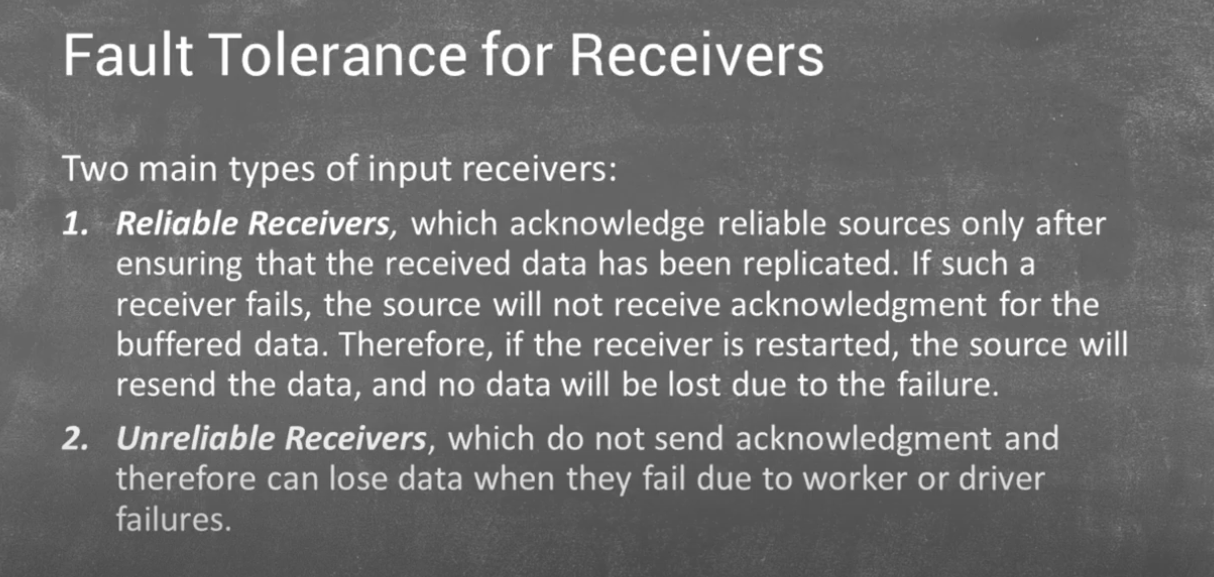 Fault Tolerance for Receivers
Two main types of input receivers:
1. Reliable Receivers, which acknowledge reliable sources only after
ensuring that the received data has been replicated. If such a
receiver fails, the source will not receive acknowledgment for the
buffered data. Therefore, if the receiver is restarted, the source will
resend the data, and no data will be lost due to the failure.
2. Unreliable Receivers, which do not send acknowledgment and
therefore can lose data when they fail due to worker or driver
failures.